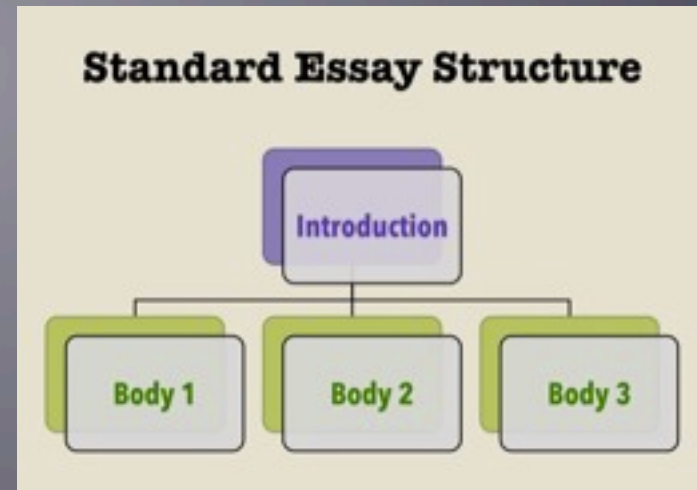 Standard Essay Structure
Introduction
Body 1
Body 2
Body 3